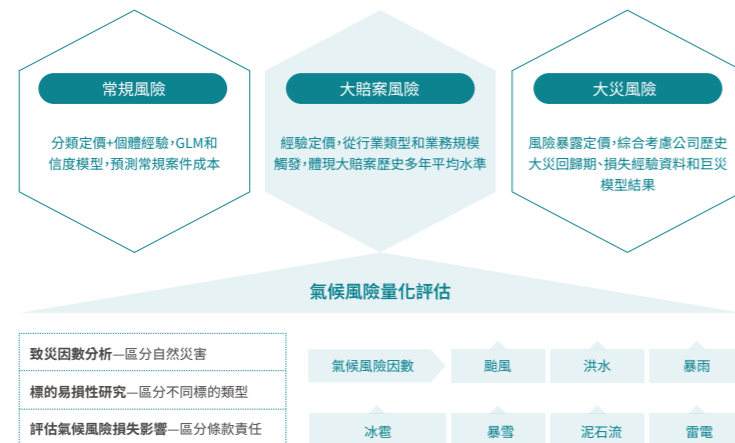 常規風險
分類定價+個體經驗，GLM和
信度模型，預測常規案件成本
大賠案風險
經驗定價，從行業類型和業務規模
觸發，體現大賠案歷史多年平均水準
大災風險
風險暴露定價，綜合考慮公司歷史
大災回歸期、損失經驗資料和巨災
模型結果
氣候風險量化評估
致災因數分析—區分自然災害
標的易損性研究—區分不同標的類型
評估氣候風險損失影響—區分條款責任
氣候風險因數
颱風
洪水
暴雨
冰雹
暴雪
泥石流
雷電